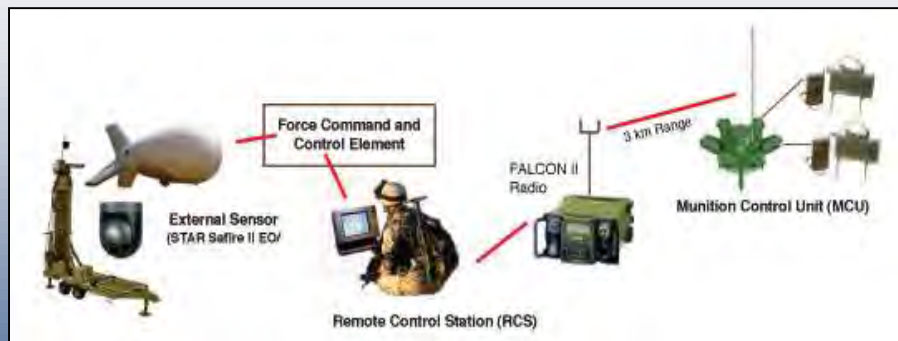 Force Command and
Control Element
3 km Range
FALCON II
Radio
External Sensor
(STAR Safire II EO/
Munition Control Unit (MCU)
Remote Control Station (RCS)